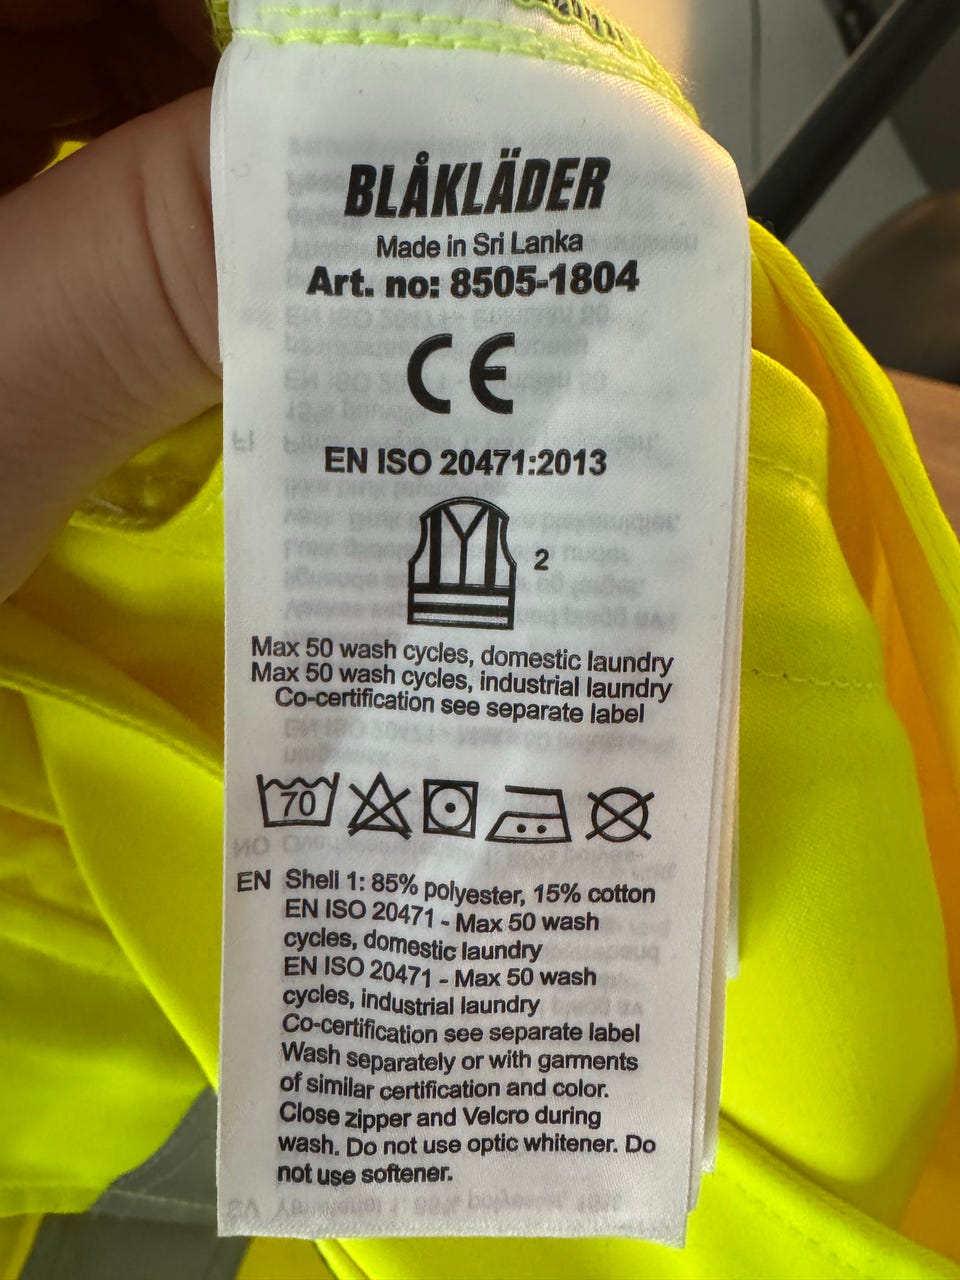 BLÅKLÄDER
Made in Sri Lanka
Art. no: 8505-1804
CE
EN ISO 20471:2013
2
Max 50 wash cycles, domestic laundry
Max 50 wash cycles, industrial laundry
Co-certification see separate label
70
EN Shell 1: 85% polyester, 15% cotton
EN ISO 20471 - Max 50 wash
cycles, domestic laundry
EN ISO 20471 - Max 50 wash
cycles, industrial laundry
Co-certification see separate label
Wash separately or with garments
of similar certification and color.
Close zipper and Velcro during
wash. Do not use optic whitener. Do
not use softener.